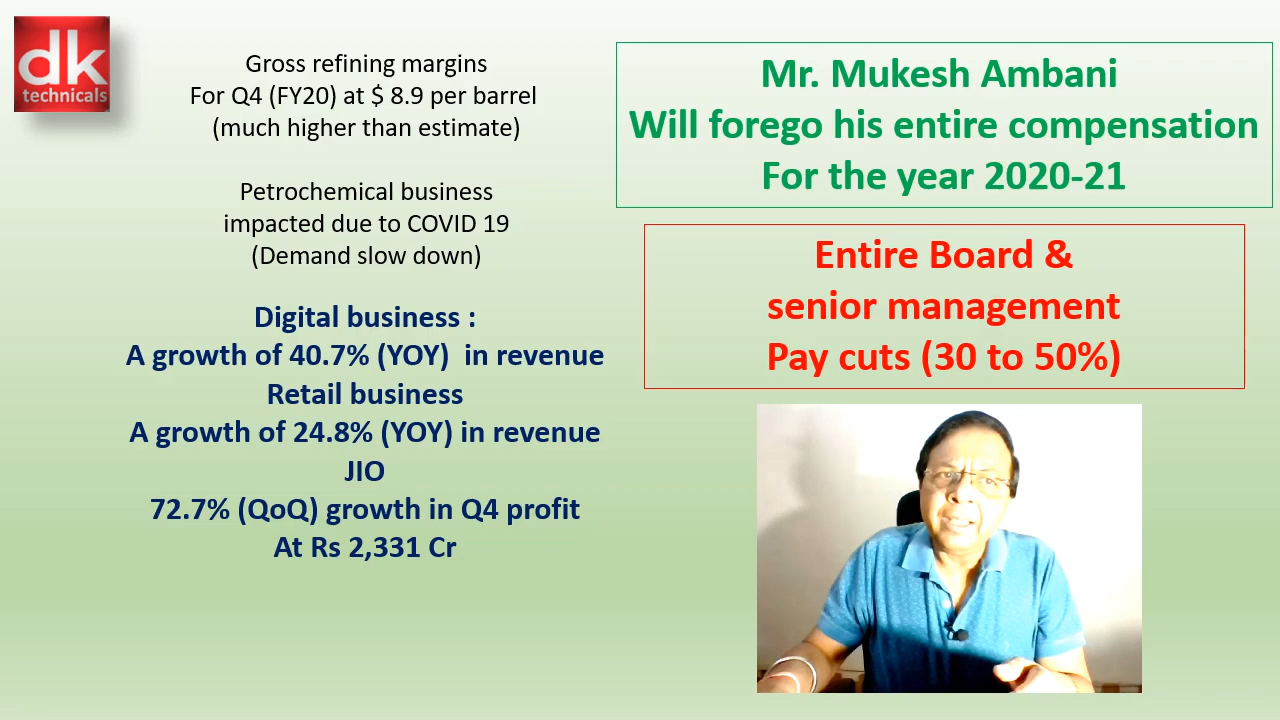 dk
technicals
Gross refining margins
For Q4 (FY20) at $ 8.9 per barrel
(much higher than estimate)
Petrochemical business
impacted due to COVID 19
(Demand slow down)
Digital business :
A growth of 40.7% (YOY)  in revenue
Retail business
A growth of 24.8% (YOY) in revenue
JIO
72.7% (QoQ) growth in Q4 profit
At Rs 2,331 Cr
Mr. Mukesh Ambani
Will forego his entire compensation
For the year 2020-21
Entire Board &
senior management
Pay cuts (30 to 50%)